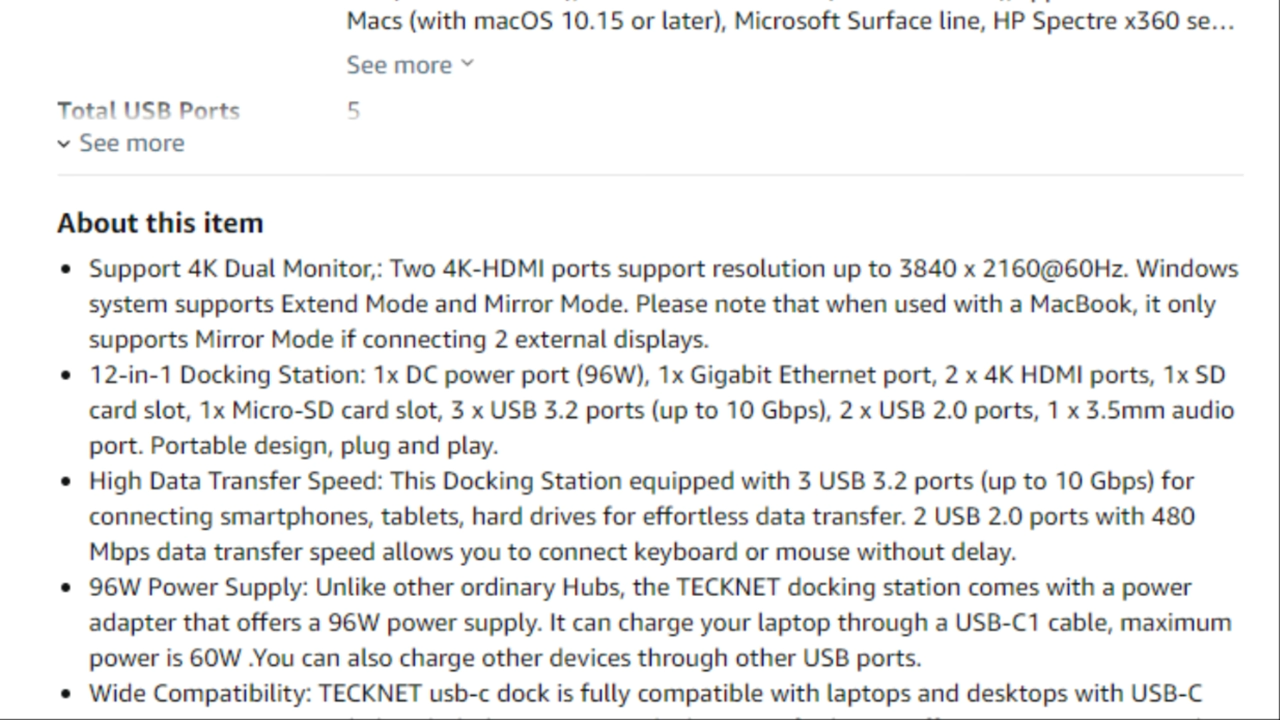 Macs (with macOS 10.15 or later), Microsoft Surface line, HP Spectre x360 se…
See more
Total USB Ports 5
See more
About this item
• Support 4K Dual Monitor,: Two 4K-HDMI ports support resolution up to 3840 x 2160@60Hz. Windows
system supports Extend Mode and Mirror Mode. Please note that when used with a MacBook, it only
supports Mirror Mode if connecting 2 external displays.
• 12-in-1 Docking Station: 1x DC power port (96W), 1x Gigabit Ethernet port, 2 x 4K HDMI ports, 1x SD
card slot, 1x Micro-SD card slot, 3 x USB 3.2 ports (up to 10 Gbps), 2 x USB 2.0 ports, 1 x 3.5mm audio
port. Portable design, plug and play.
• High Data Transfer Speed: This Docking Station equipped with 3 USB 3.2 ports (up to 10 Gbps) for
connecting smartphones, tablets, hard drives for effortless data transfer. 2 USB 2.0 ports with 480
Mbps data transfer speed allows you to connect keyboard or mouse without delay.
• 96W Power Supply: Unlike other ordinary Hubs, the TECKNET docking station comes with a power
adapter that offers a 96W power supply. It can charge your laptop through a USB-C1 cable, maximum
power is 60W .You can also charge other devices through other USB ports.
• Wide Compatibility: TECKNET usb-c dock is fully compatible with laptops and desktops with USB-C